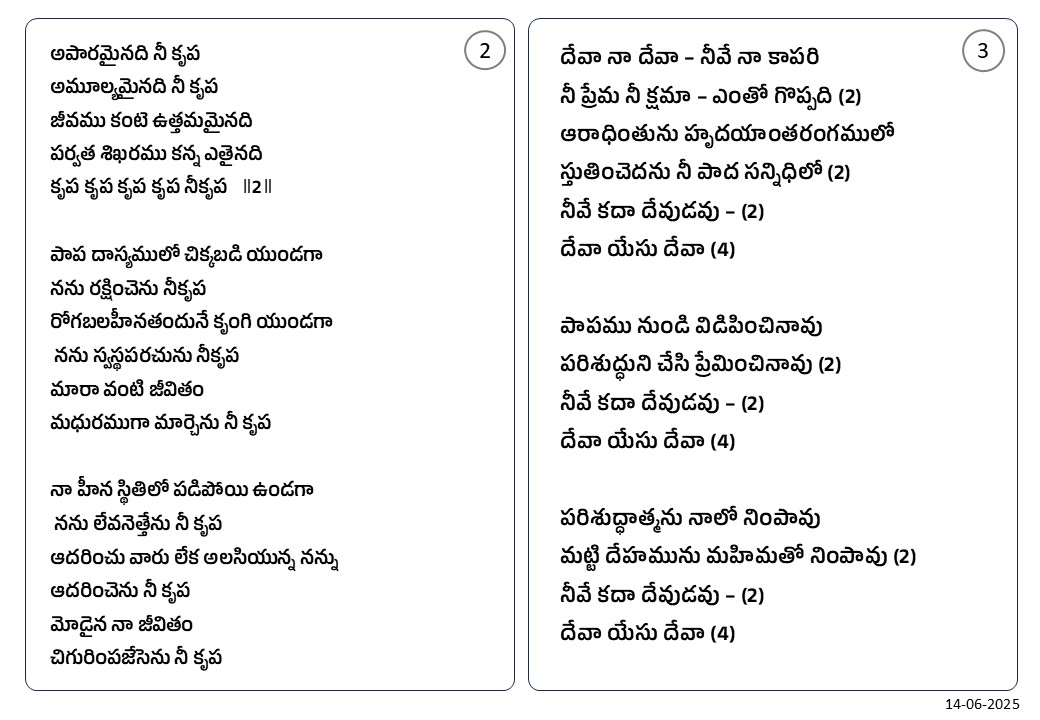 2
అపారమైనది నీ కృప
అమూల్యమైనది నీ కృప
జీవము కంటె ఉత్తమమైనది
పర్వత శిఖరము కన్న ఎతైనది
కృప కృప కృప కృప నీకృప ॥2॥
పాప దాస్యములో చిక్కబడి యుండగా
నను రక్షించెను నీకృప
రోగబలహీనతందునే కృంగి యుండగా
నను స్వస్థపరచును నీకృప
మారా వంటి జీవితం
మధురముగా మార్చెను నీ కృప
నా హీన స్థితిలో పడిపోయి ఉండగా
నను లేవనెత్తేను నీ కృప
ఆదరించు వారు లేక అలసియున్న నన్ను
ఆదరించెను నీ కృప
మోడైన నా జీవితం
చిగురింపజేసెను నీ కృప
3
దేవా నా దేవా – నీవే నా కాపరి
నీ ప్రేమ నీ క్షమా – ఎంతో గొప్పది (2)
ఆరాధింతును హృదయాంతరంగములో
స్తుతించెదను నీ పాద సన్నిధిలో (2)
నీవే కదా దేవుడవు – (2)
దేవా యేసు దేవా (4)
పాపము నుండి విడిపించినావు
పరిశుద్ధుని చేసి ప్రేమించినావు (2)
నీవే కదా దేవుడవు – (2)
దేవా యేసు దేవా (4)
పరిశుద్ధాత్మను నాలో నింపావు
మట్టి దేహమును మహిమతో నింపావు (2)
నీవే కదా దేవుడవు – (2)
దేవా యేసు దేవా (4)
14-06-2025